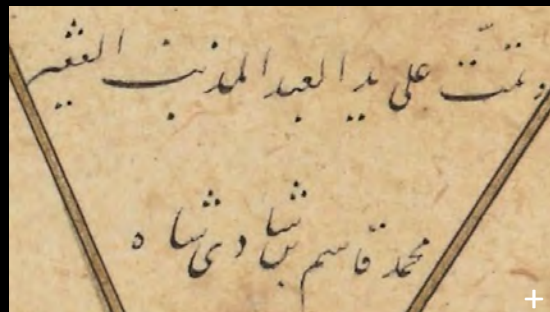 و تمت على يد العبد المذنب الفقير
محمد قاسم بن شادی شاه